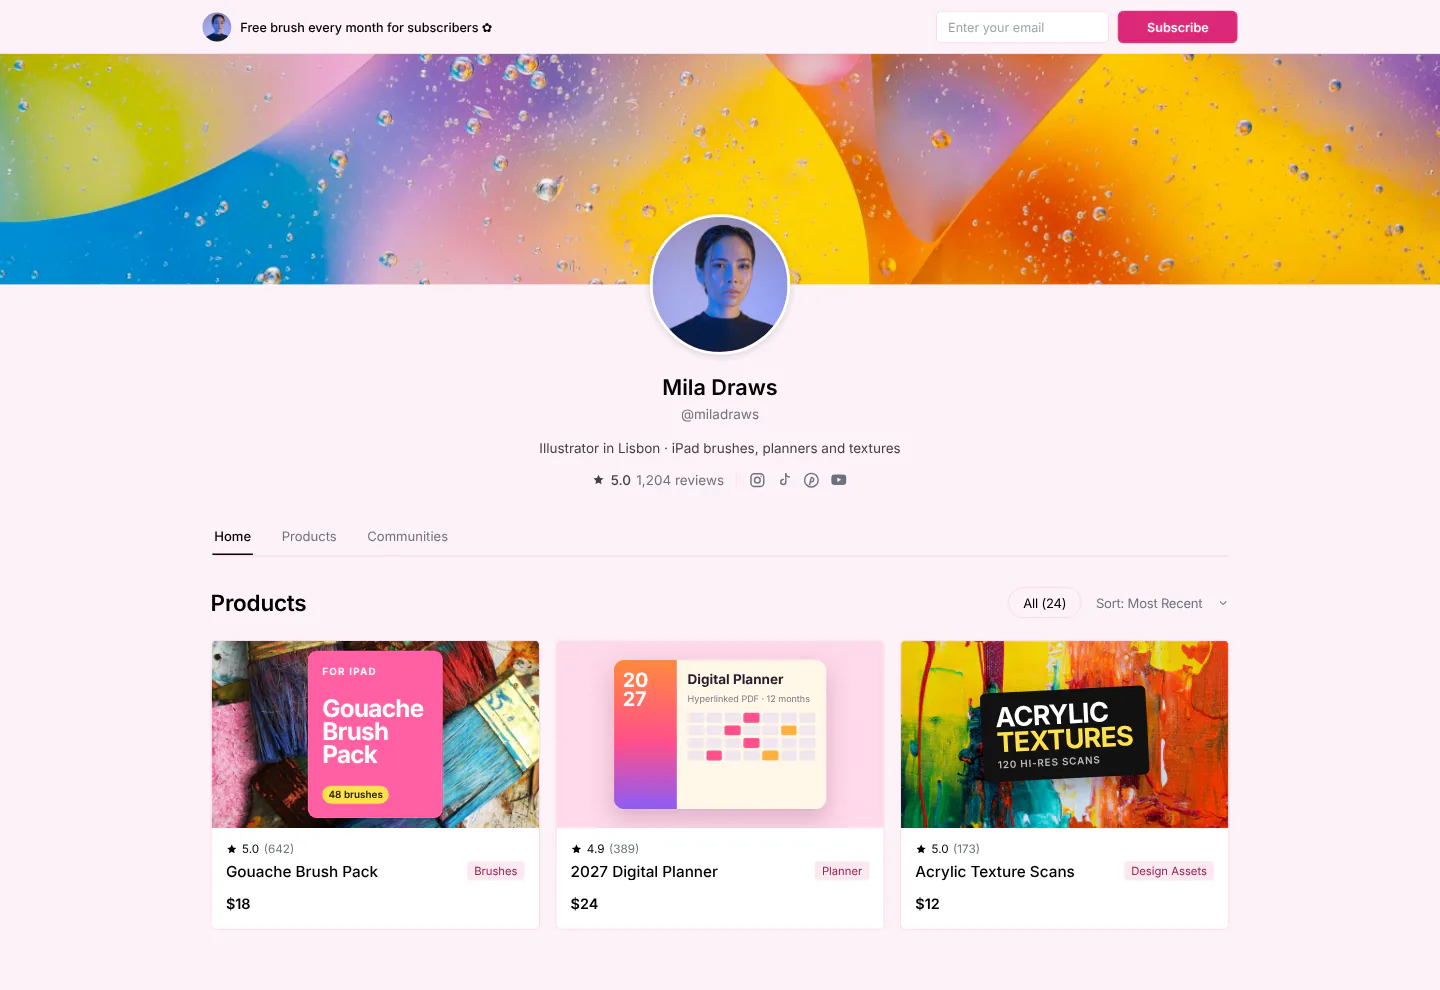 Free brush every month for subscribers ✿
Enter your email
Subscribe
Mila Draws
@miladraws
Illustrator in Lisbon · iPad brushes, planners and textures
★ 5.0 1,204 reviews
Home
Products
Communities
Products
All (24)
Sort: Most Recent
FOR IPAD
Gouache
Brush
Pack
48 brushes
★ 5.0 (642)
Gouache Brush Pack
Brushes
$18
20
27
Digital Planner
Hyperlinked PDF · 12 months
★ 4.9 (389)
2027 Digital Planner
Planner
$24
ACRYLIC
TEXTURES
120 HI-RES SCANS
★ 5.0 (173)
Acrylic Texture Scans
Design Assets
$12